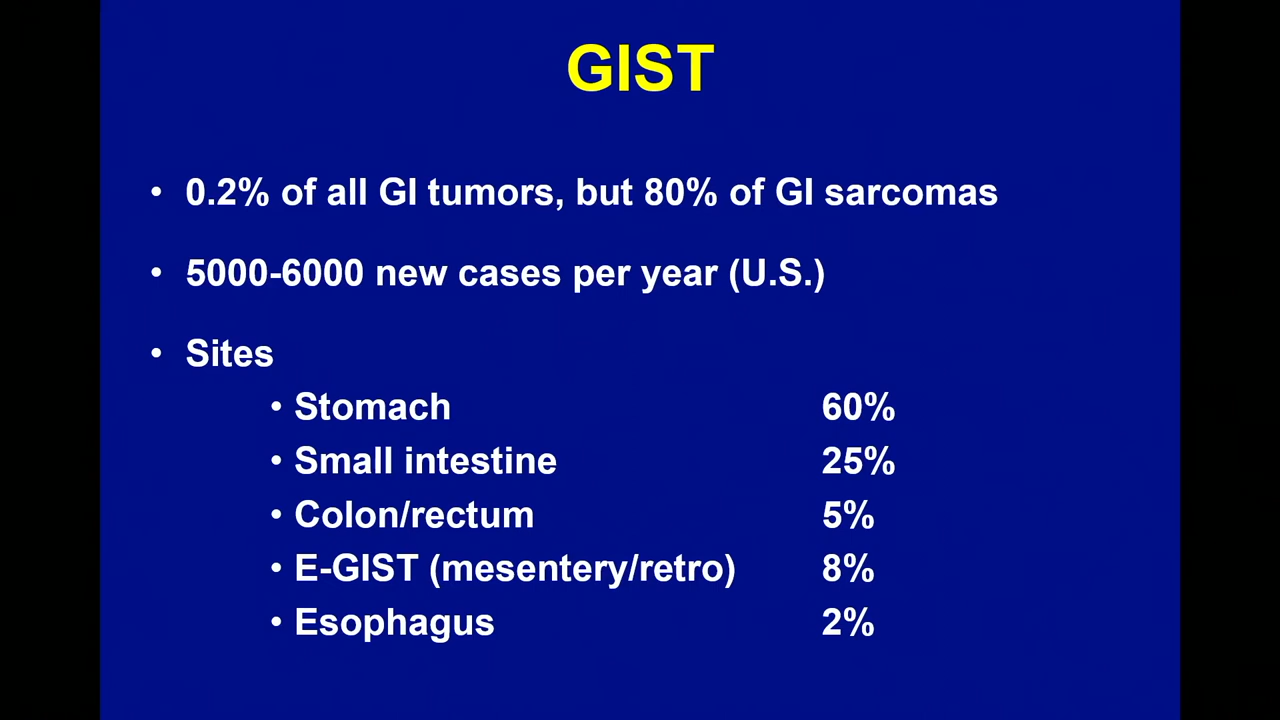 GIST
• 0.2% of all GI tumors, but 80% of GI sarcomas
• 5000-6000 new cases per year (U.S.)
• Sites
• Stomach 60%
• Small intestine 25%
• Colon/rectum 5%
• E-GIST (mesentery/retro) 8%
• Esophagus 2%